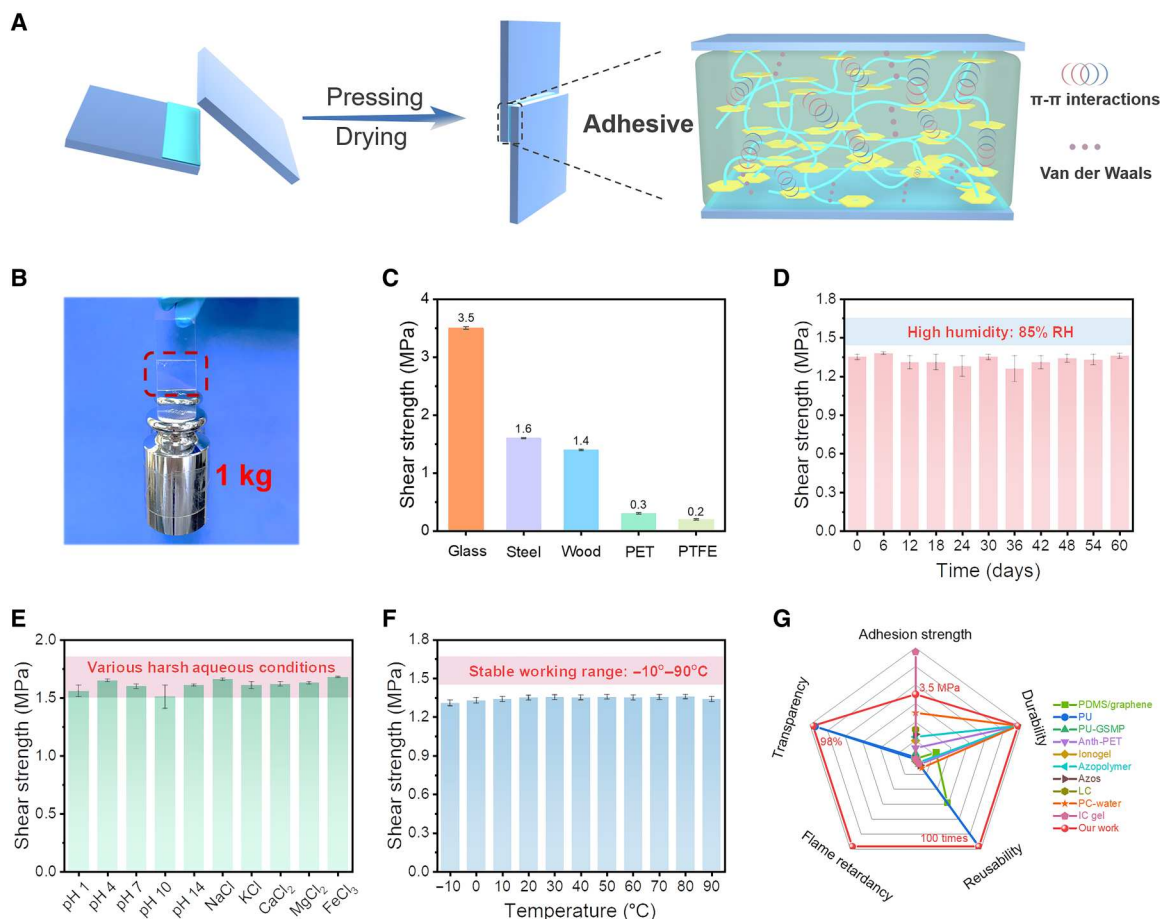 A
Pressing
Drying
Adhesive
π-π interactions
Van der Waals
B
1 kg
C
Shear strength (MPa)
4
3
2
1
0
3.5
1.6
1.4
0.3
0.2
Glass
Steel
Wood
PET
PTFE
D
Shear strength (MPa)
1.8
1.5
1.2
0.9
0.6
0.3
0.0
High humidity: 85% RH
0 6 12 18 24 30 36 42 48 54 60
Time (days)
E
Shear strength (MPa)
2.0
1.5
1.0
0.5
0.0
Various harsh aqueous conditions
pH 1
pH 4
pH 7
pH 10
pH 14
NaCl
KCl
CaCl₂
MgCl₂
FeCl₃
F
Shear strength (MPa)
1.8
1.5
1.2
0.9
0.6
0.3
0.0
Stable working range: –10°–90°C
–10 0 10 20 30 40 50 60 70 80 90
Temperature (°C)
G
Adhesion strength
3.5 MPa
Transparency
98%
Durability
Flame retardancy
100 times
Reusability
PDMS/graphene
PU
PU-GSMP
Anth-PET
Ionogel
Azopolymer
Azos
LC
PC-water
IC gel
Our work